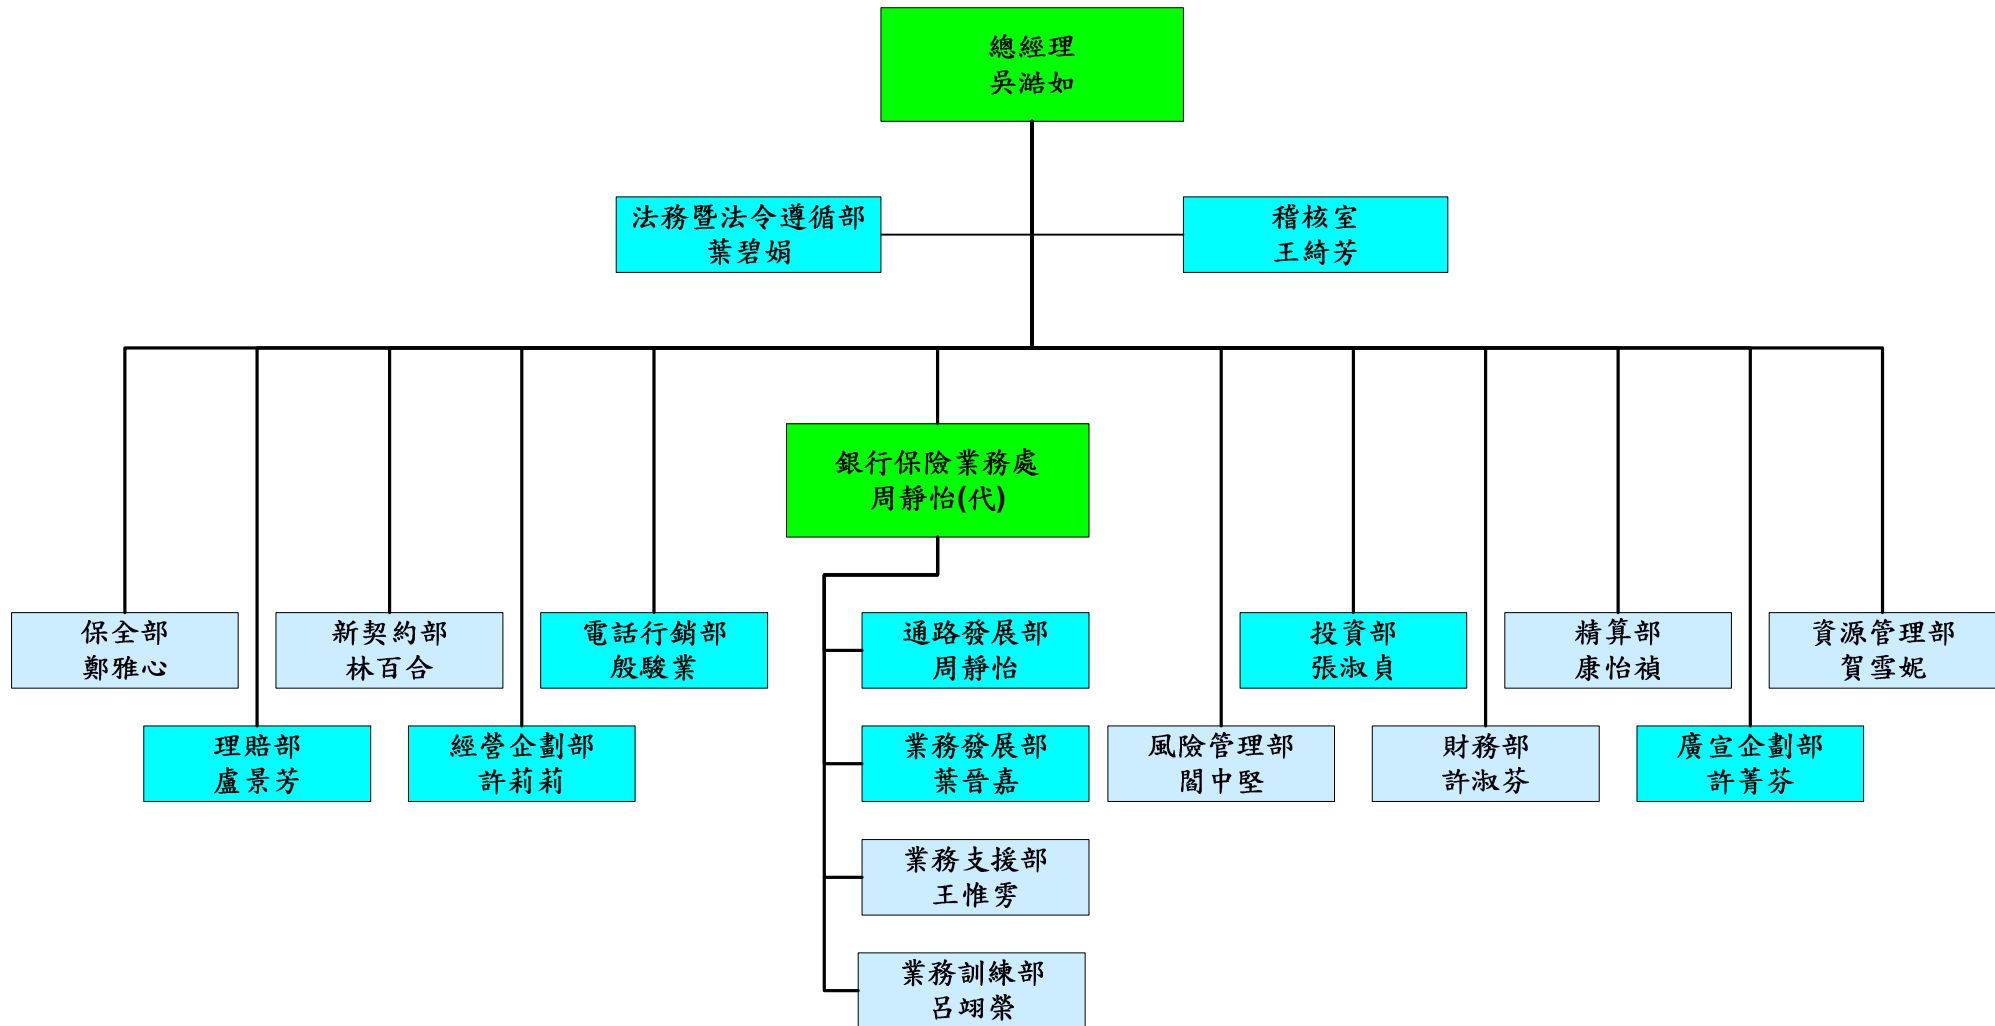 總經理
吳澔如
法務暨法令遵循部
葉碧娟
稽核室
王綺芳
銀行保險業務處
周靜怡(代)
保全部
鄭雅心
新契約部
林百合
電話行銷部
殷駿業
通路發展部
周靜怡
投資部
張淑貞
精算部
康怡禎
資源管理部
賀雪妮
理賠部
盧景芳
經營企劃部
許莉莉
業務發展部
葉晉嘉
風險管理部
閻中堅
財務部
許淑芬
廣宣企劃部
許菁芬
業務支援部
王惟雱
業務訓練部
呂翊榮